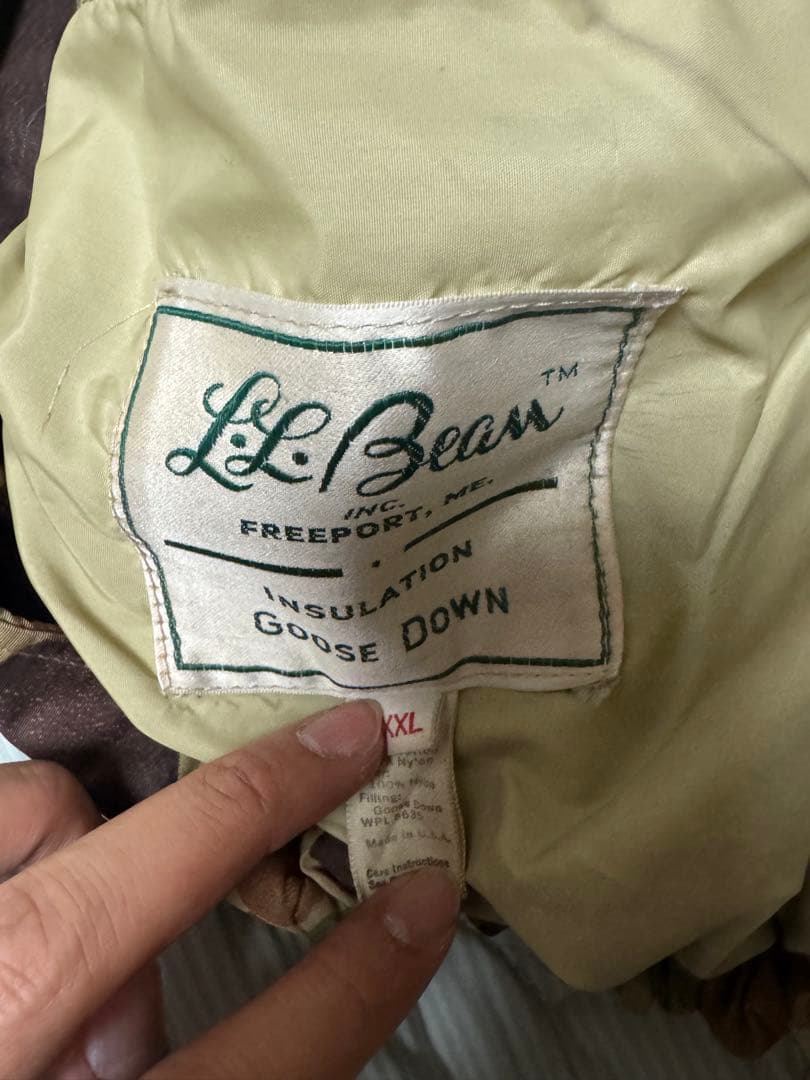 L.L.Bean™
INC.
FREEPORT, ME.
INSULATION
GOOSE DOWN
XXL
Nylon
100% Nylon
Filling:
Goose Down
WPL #635
Made in U.S.A.
Care Instructions